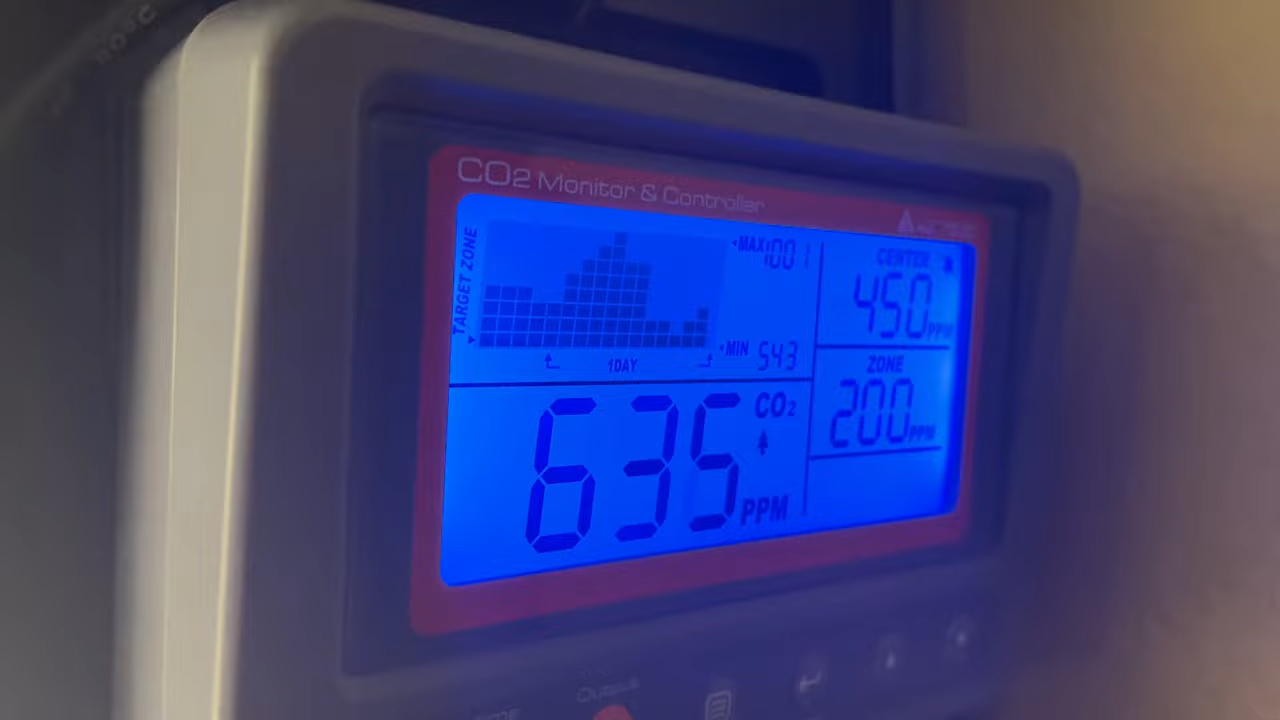 CO2 Monitor & Controller
TARGET ZONE
MAX 1001
1DAY
MIN 543
CENTER
450 PPM
ZONE
200 PPM
635 CO2
PPM